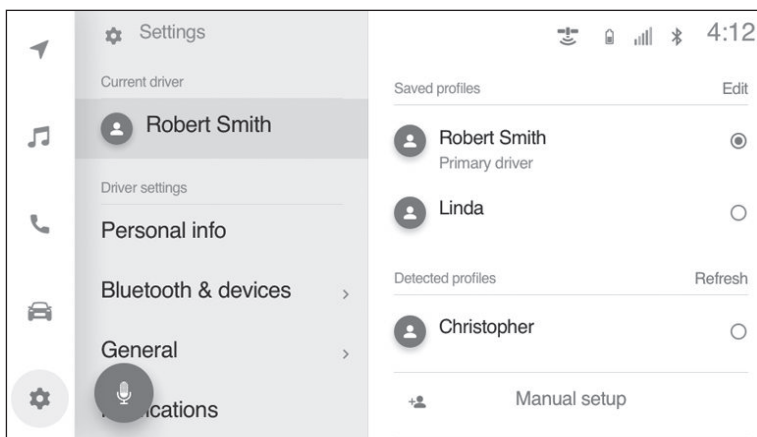 Settings
4:12
Current driver
Robert Smith
Driver settings
Personal info
Bluetooth & devices
General
ications
Saved profiles
Edit
Robert Smith
Primary driver
Linda
Detected profiles
Refresh
Christopher
Manual setup